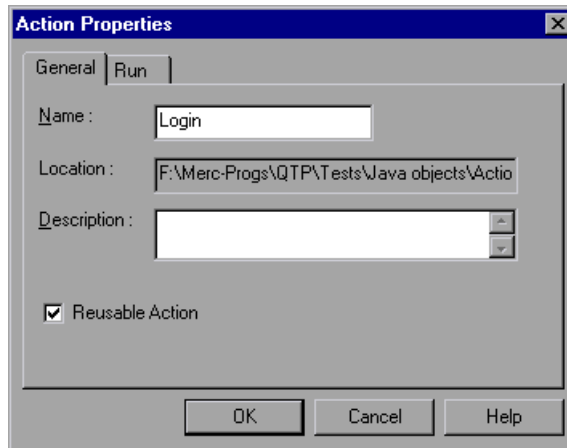 Action Properties
General Run
Name : Login
Location : F:\Merc-Progs\QTP\Tests\Java objects\Actio
Description :
Reusable Action
OK Cancel Help